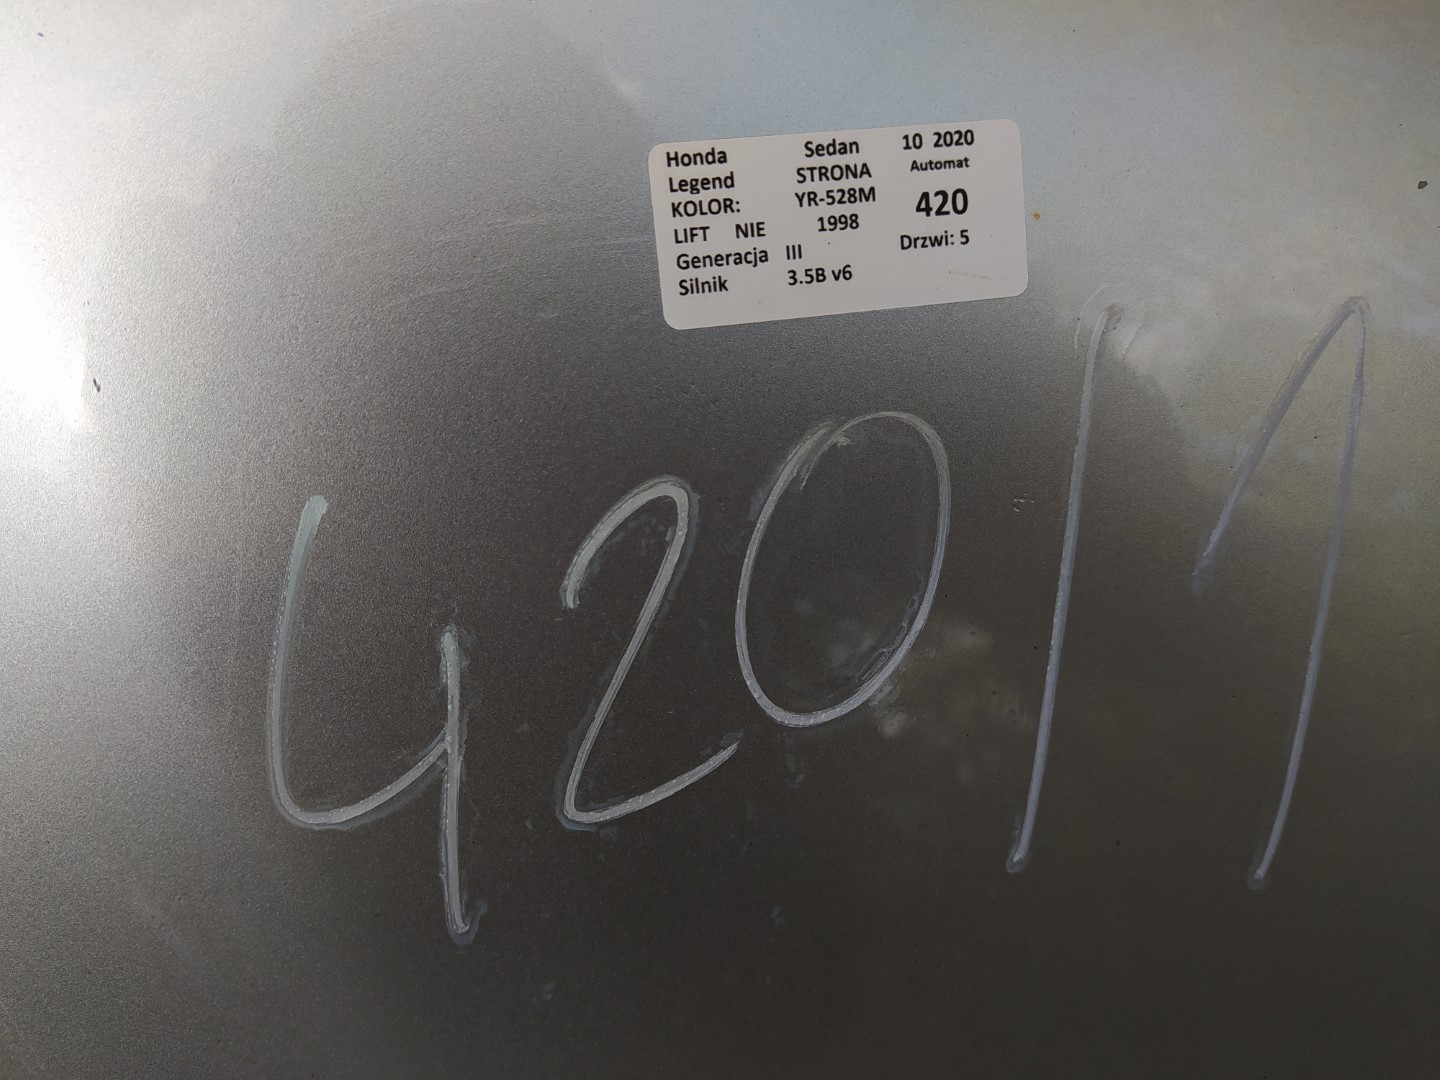 Honda Sedan 10 2020
Legend STRONA Automat
KOLOR: YR-528M 420
LIFT NIE 1998 Drzwi: 5
Generacja III
Silnik 3.5B v6
420/1